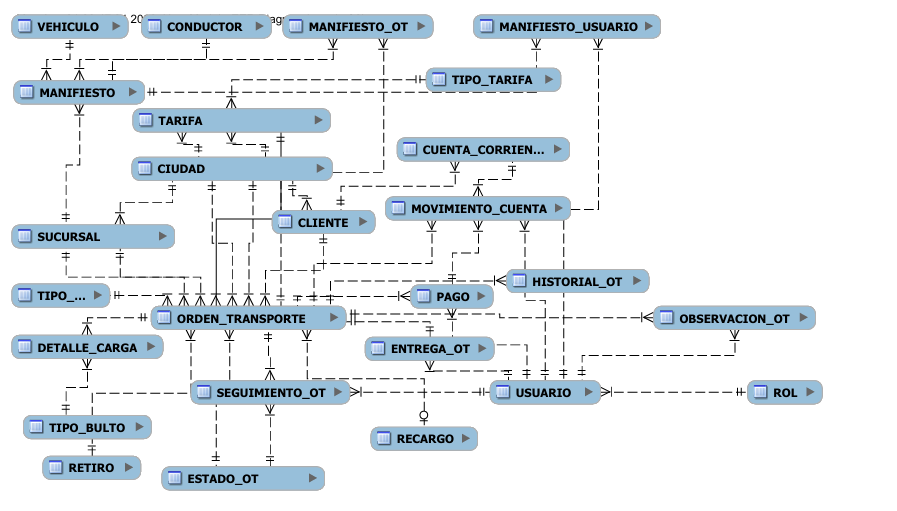 VEHICULO
CONDUCTOR
MANIFIESTO_OT
MANIFIESTO_USUARIO
TIPO_TARIFA
MANIFIESTO
TARIFA
CUENTA_CORRIEN...
CIUDAD
MOVIMIENTO_CUENTA
CLIENTE
SUCURSAL
HISTORIAL_OT
TIPO_...
PAGO
ORDEN_TRANSPORTE
OBSERVACION_OT
DETALLE_CARGA
ENTREGA_OT
SEGUIMIENTO_OT
USUARIO
ROL
TIPO_BULTO
RECARGO
RETIRO
ESTADO_OT